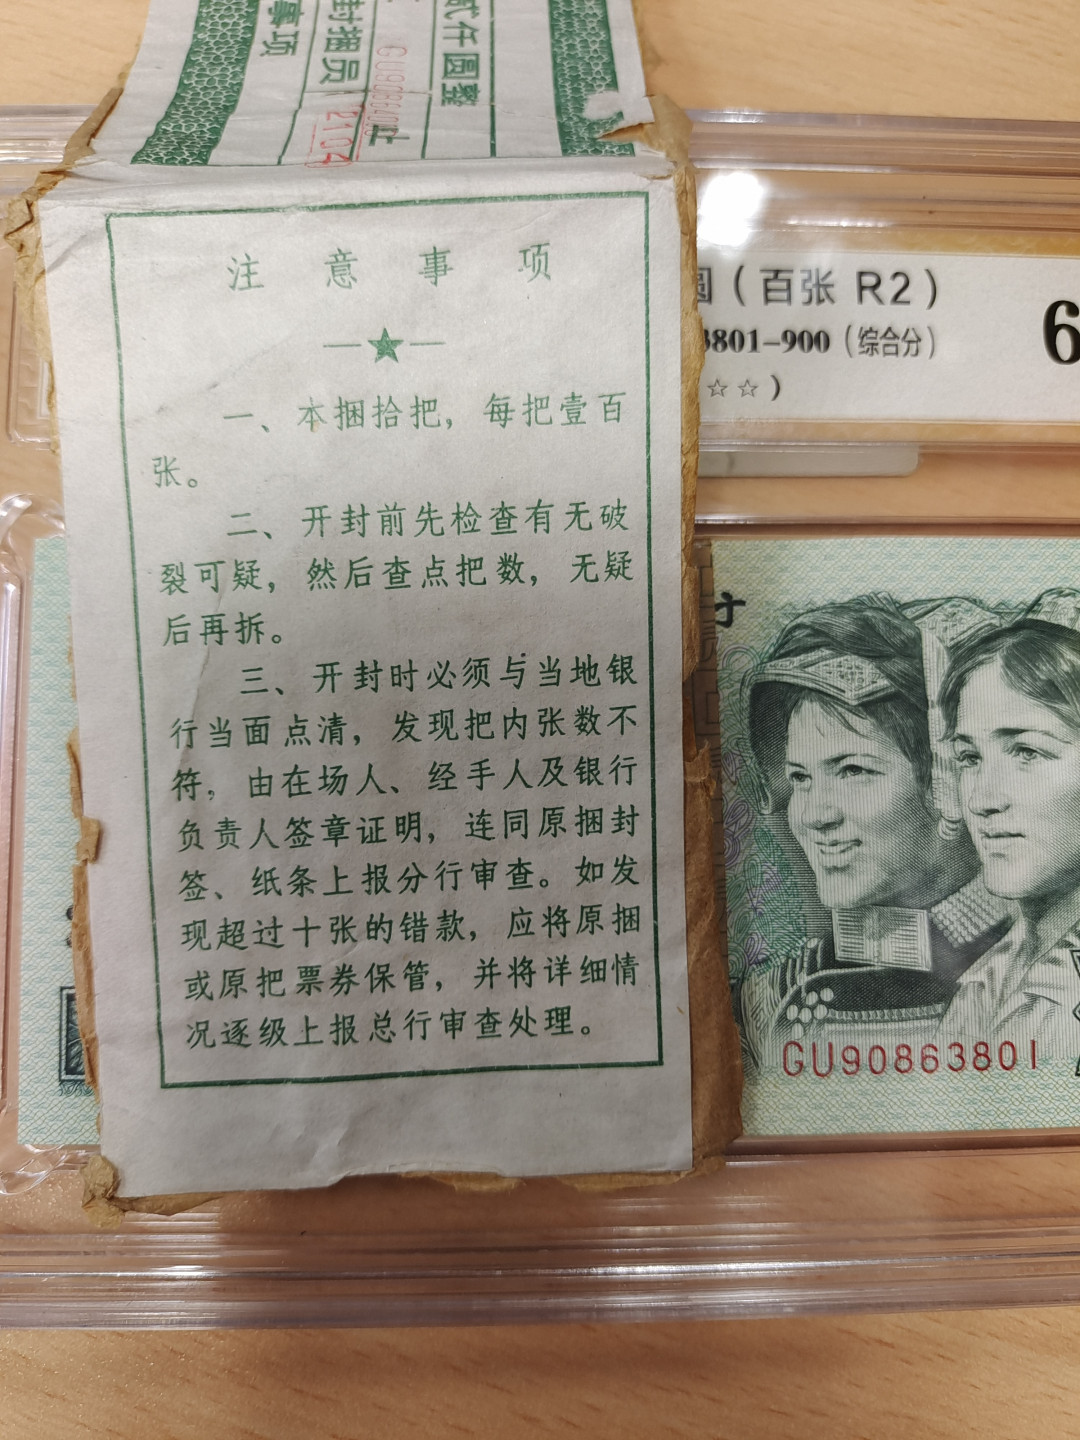 贰仟圆整
止
封捆员
事项
注意事项
一、本捆拾把，每把壹百
张。
二、开封前先检查有无破
裂可疑，然后查点把数，无疑
后再拆。
三、开封时必须与当地银
行当面点清，发现把内张数不
符，由在场人、经手人及银行
负责人签章证明，连同原捆封
签、纸条上报分行审查。如发
现超过十张的错款，应将原捆
或原把票券保管，并将详细情
况逐级上报总行审查处理。
圆（百张 R2）
3801-900（综合分）
☆☆）
6
GU90863801